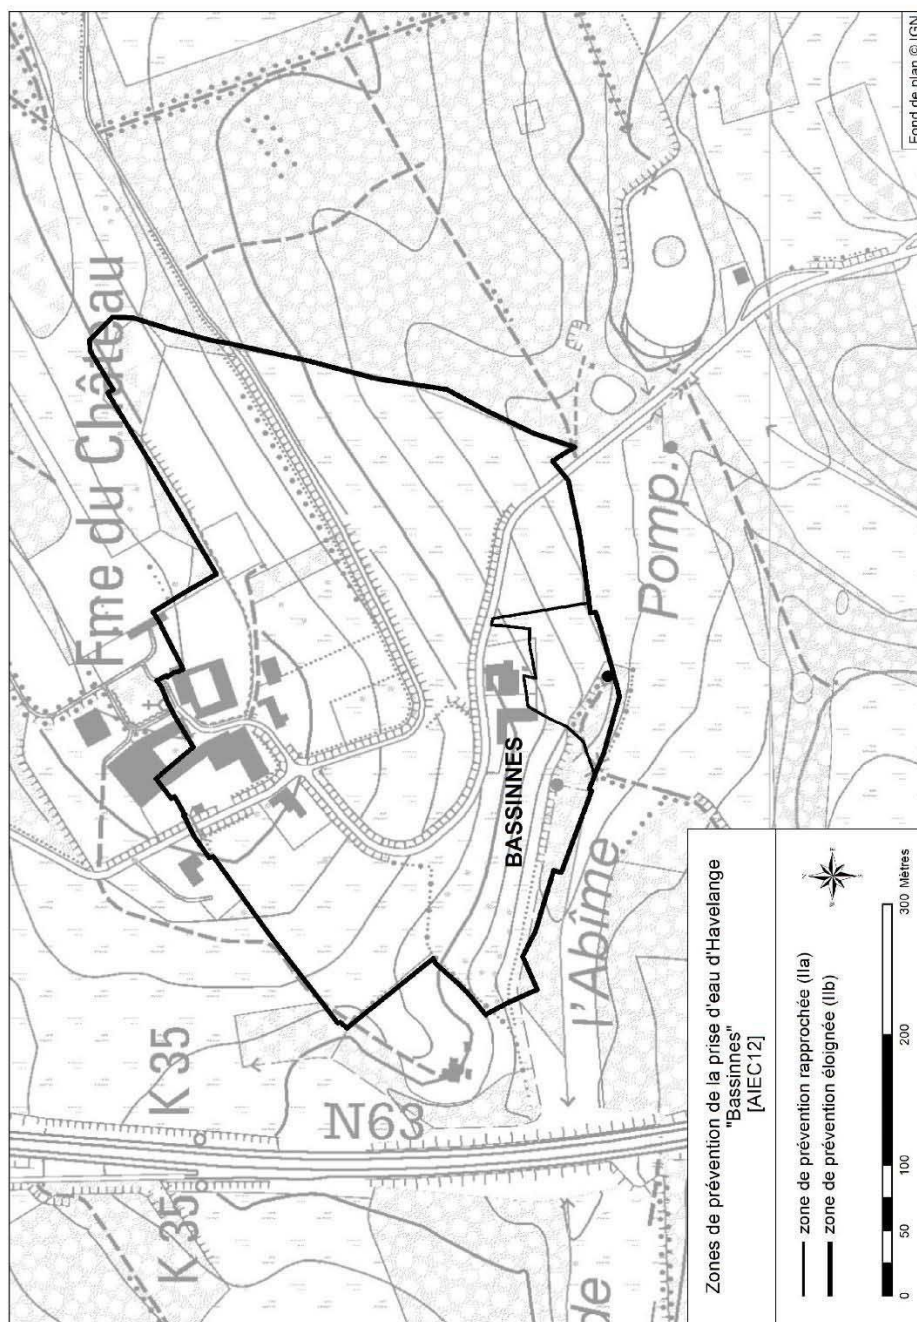 Fme du Château
K 35
K 35
N63
BASSINNES
l'Abîme
Pomp.
de
Zones de prévention de la prise d'eau d'Havelange
"Bassinnes"
[AIEC12]
zone de prévention rapprochée (IIa)
zone de prévention éloignée (IIb)
0 50 100 200 300 Mètres
Fond de plan © IGN